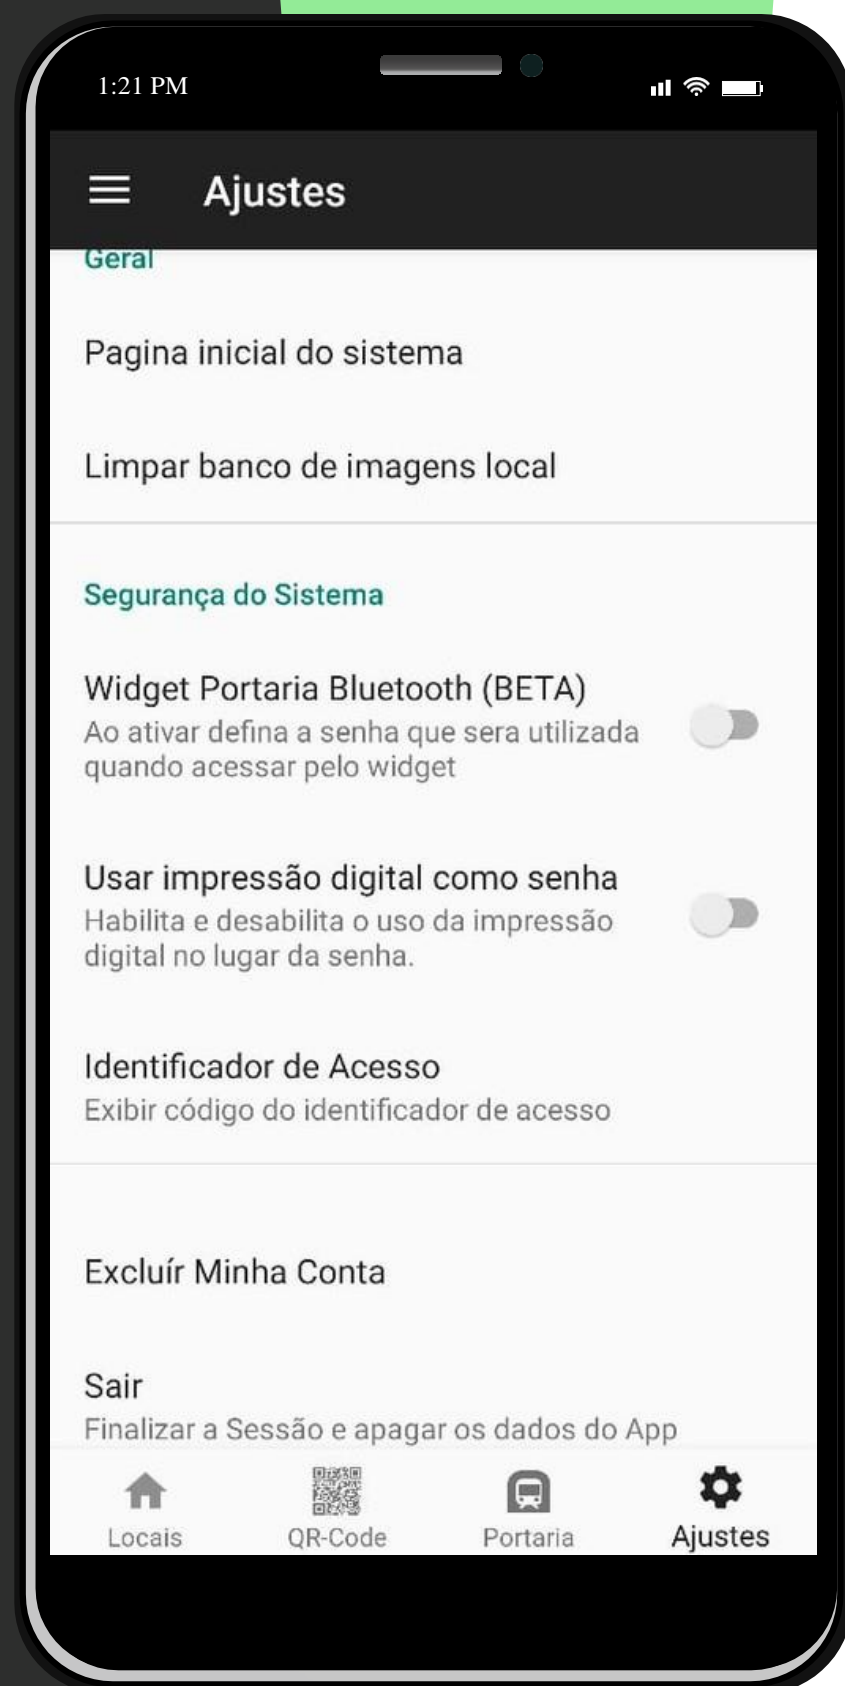 1:21 PM
Ajustes
Geral
Pagina inicial do sistema
Limpar banco de imagens local
Segurança do Sistema
Widget Portaria Bluetooth (BETA)
Ao ativar defina a senha que sera utilizada
quando acessar pelo widget
Usar impressão digital como senha
Habilita e desabilita o uso da impressão
digital no lugar da senha.
Identificador de Acesso
Exibir código do identificador de acesso
Excluír Minha Conta
Sair
Finalizar a Sessão e apagar os dados do App
Locais QR-Code Portaria Ajustes